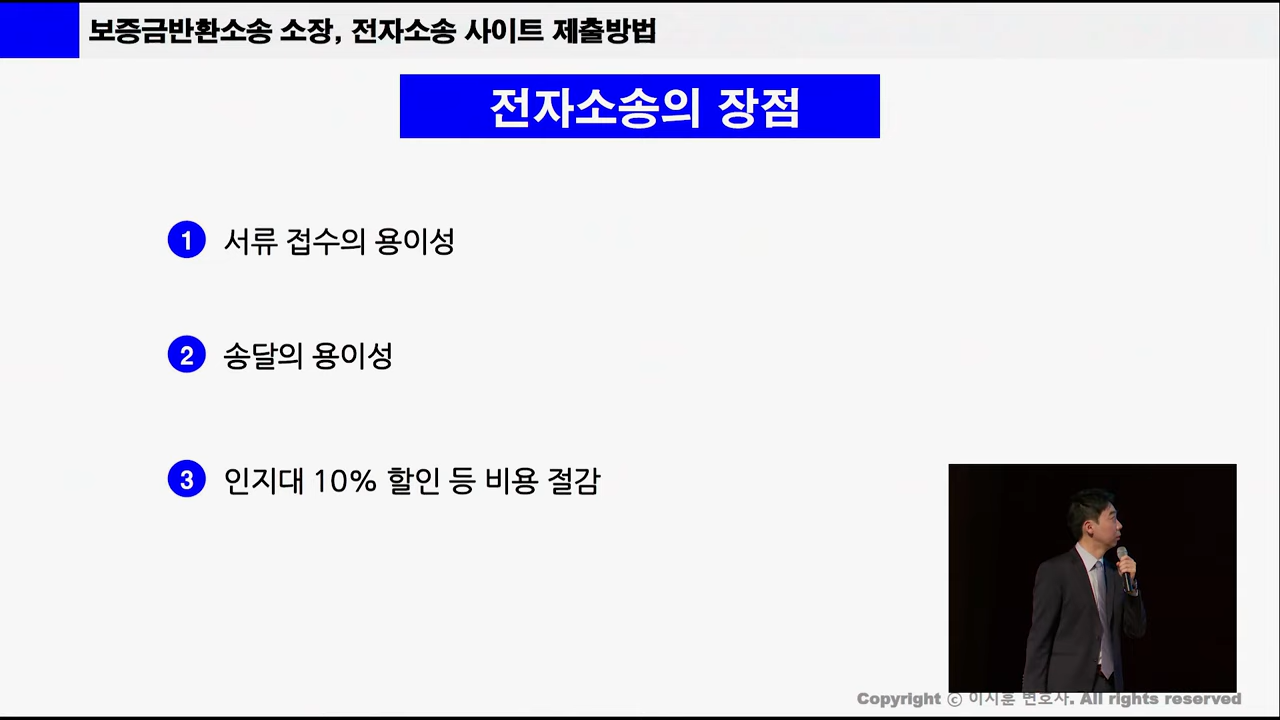 보증금반환소송 소장, 전자소송 사이트 제출방법
전자소송의 장점
1 서류 접수의 용이성
2 송달의 용이성
3 인지대 10% 할인 등 비용 절감
Copyright ⓒ 이시훈 변호사. All rights reserved